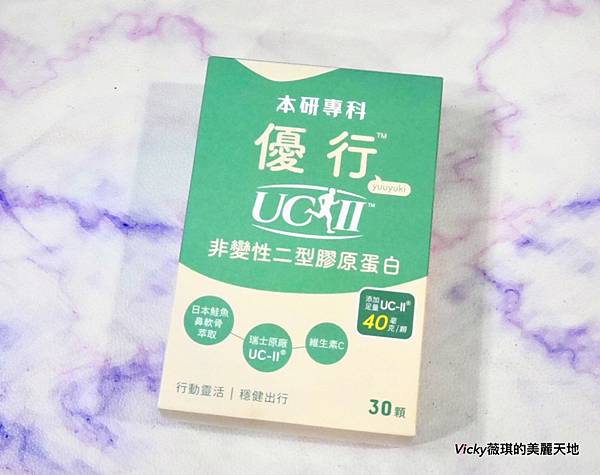 本研專科
優行™
yuuyuki
UC-II™
非變性二型膠原蛋白
添加
足量 UC-II®
40毫克/顆
日本鮭魚
鼻軟骨
萃取
瑞士原廠
UC-II®
維生素C
行動靈活｜穩健出行
30顆
Vicky薇琪的美麗天地